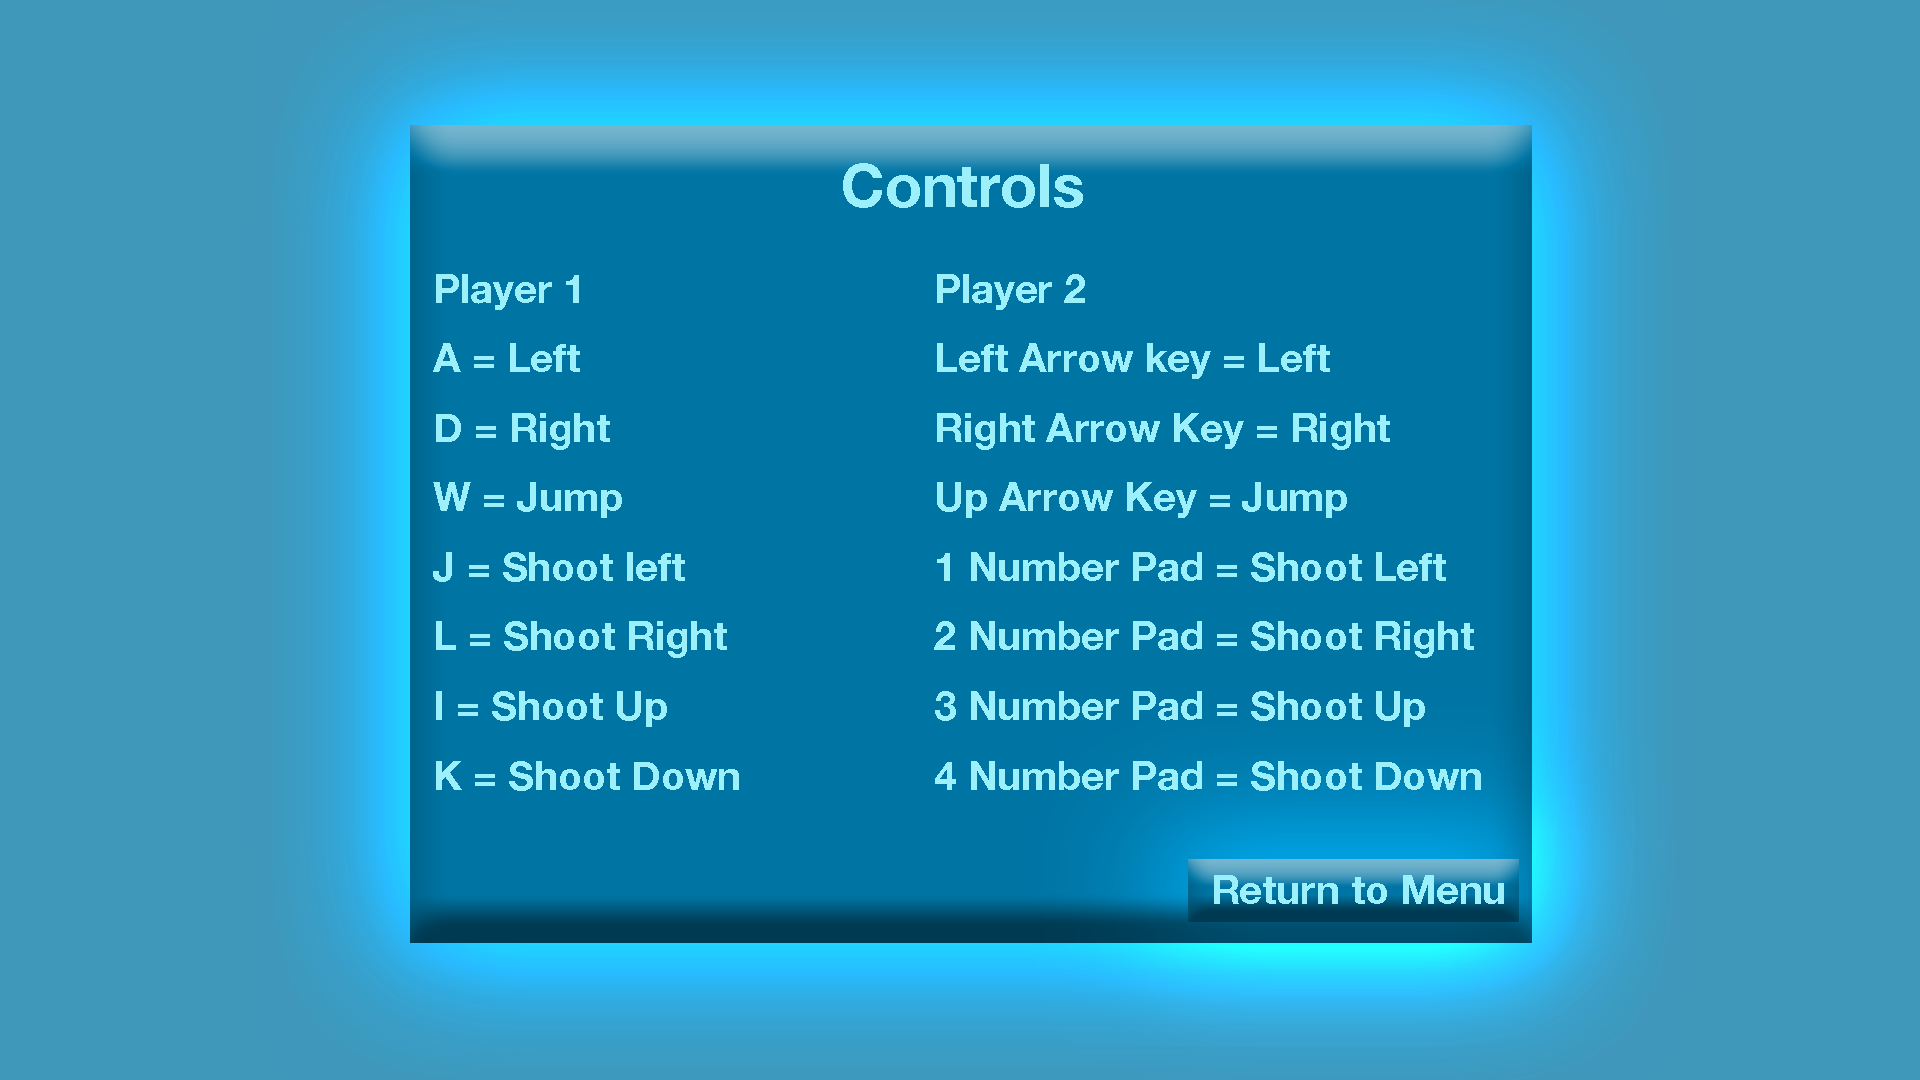 Controls
Player 1
A = Left
D = Right
W = Jump
J = Shoot left
L = Shoot Right
I = Shoot Up
K = Shoot Down
Player 2
Left Arrow key = Left
Right Arrow Key = Right
Up Arrow Key = Jump
1 Number Pad = Shoot Left
2 Number Pad = Shoot Right
3 Number Pad = Shoot Up
4 Number Pad = Shoot Down
Return to Menu